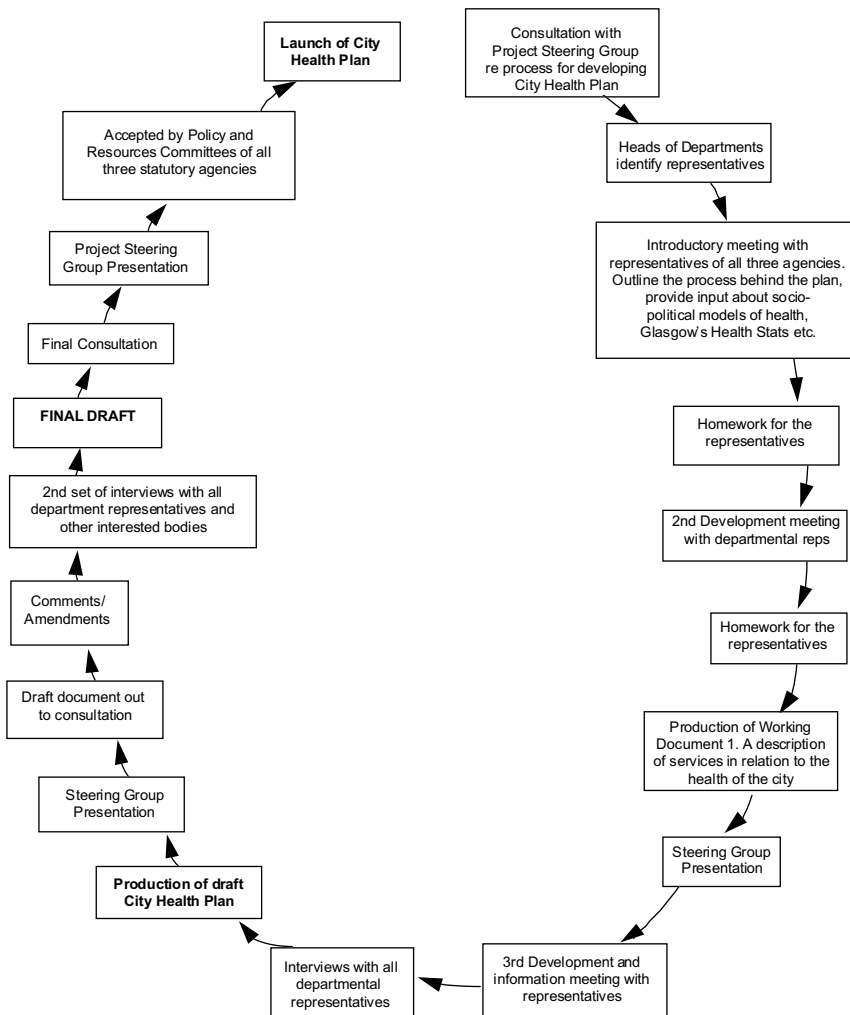 Consultation with
Project Steering Group
re process for developing
City Health Plan
Heads of Departments
identify representatives
Introductory meeting with
representatives of all three agencies.
Outline the process behind the plan,
provide input about socio-
political models of health,
Glasgow's Health Stats etc.
Homework for the
representatives
2nd Development meeting
with departmental reps
Homework for the
representatives
Production of Working
Document 1. A description
of services in relation to the
health of the city
Steering Group
Presentation
3rd Development and
information meeting with
representatives
Interviews with all
departmental
representatives
Production of draft
City Health Plan
Steering Group
Presentation
Draft document out
to consultation
Comments/
Amendments
2nd set of interviews with all
department representatives and
other interested bodies
FINAL DRAFT
Final Consultation
Project Steering
Group Presentation
Accepted by Policy and
Resources Committees of all
three statutory agencies
Launch of City
Health Plan